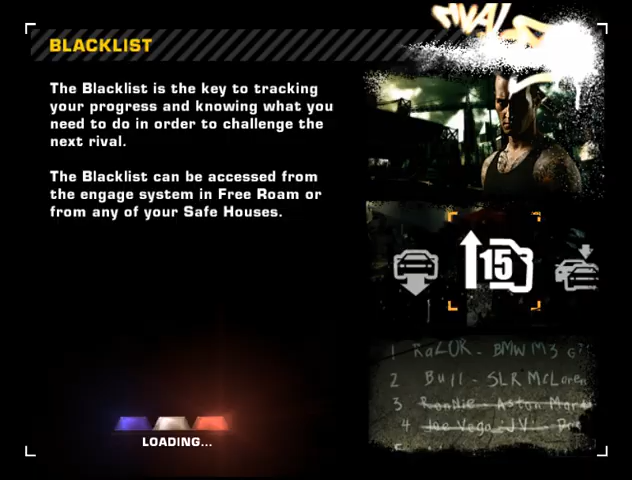 RIVAL
BLACKLIST
The Blacklist is the key to tracking
your progress and knowing what you
need to do in order to challenge the
next rival.
The Blacklist can be accessed from
the engage system in Free Roam or
from any of your Safe Houses.
15
1 RaZOR - BMW M3 G
2 Bull - SLR McLaren
3 Ronnie - Aston Mar
4 Joe Vega "JV" -
LOADING...